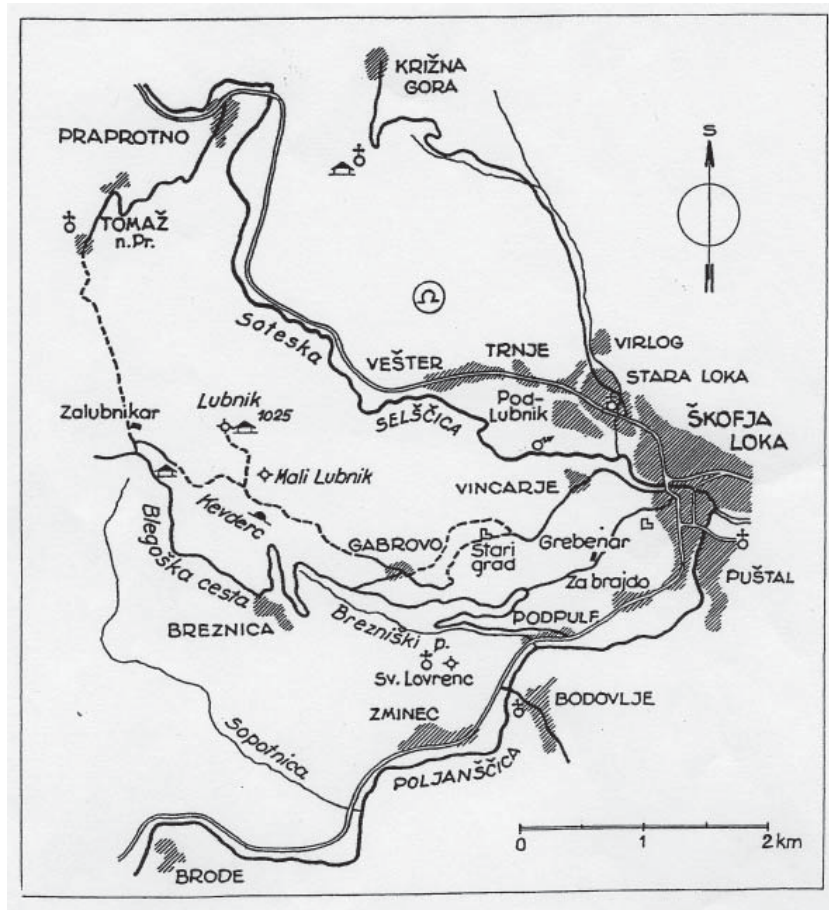 KRIŽNA
GORA
PRAPROTNO
S
TOMAŽ
n.Pr.
Soteska
VEŠTER
TRNJE
VIRLOG
STARA LOKA
Pod-
Lubnik
ŠKOFJA
LOKA
Lubnik
1025
Zalubnikar
SELŠČICA
Mali Lubnik
VINCARJE
Kevderc
GABROVO
Stari
grad
Grebenar
Za brajdo
PUŠTAL
Blegoška cesta
BREZNICA
Brezniški p.
PODPULF
Sv. Lovrenc
BODOVLJE
ZMINEC
Sopotnica
POLJANŠČICA
BRODE
0 1 2 km